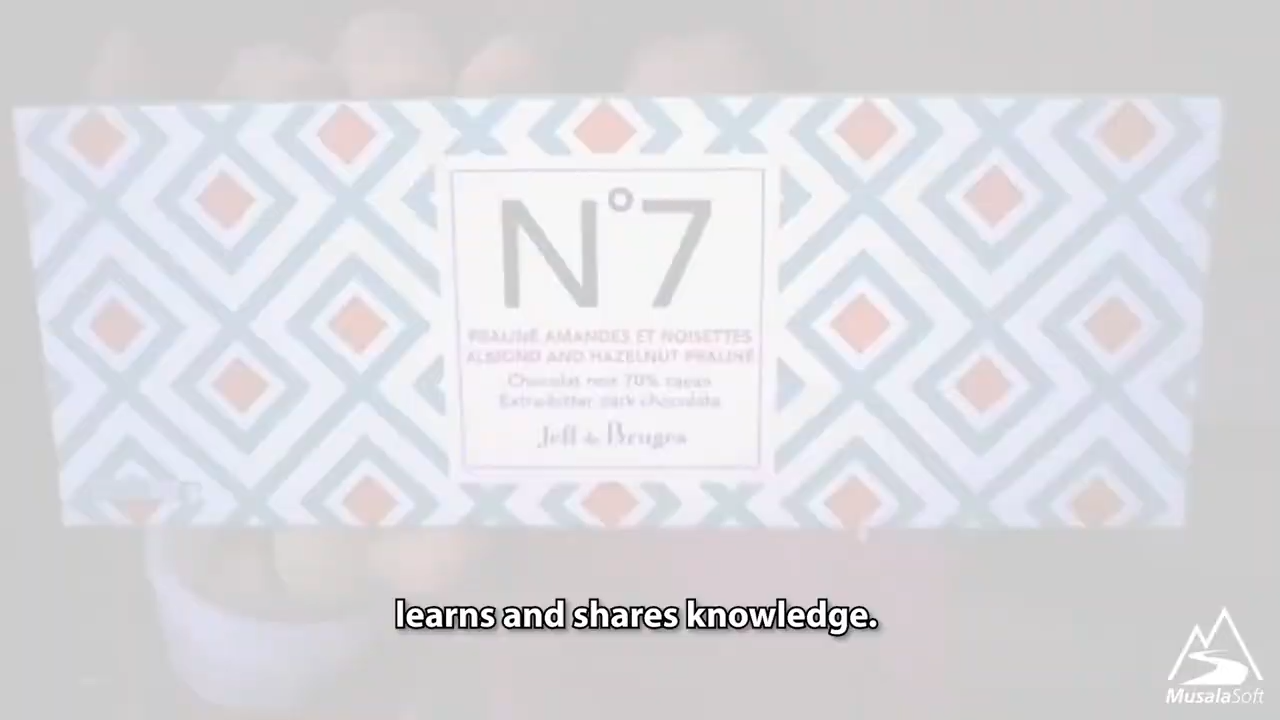 N°7
PRALINÉ AMANDES ET NOISETTES
ALMOND AND HAZELNUT PRALINÉ
Chocolat noir 70% cacao
Extra-bitter dark chocolate
Jeff de Bruges
learns and shares knowledge.
MusalaSoft